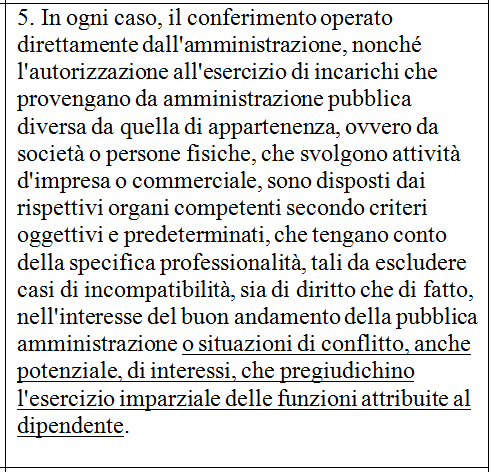 5. In ogni caso, il conferimento operato
direttamente dall'amministrazione, nonché
l'autorizzazione all'esercizio di incarichi che
provengano da amministrazione pubblica
diversa da quella di appartenenza, ovvero da
società o persone fisiche, che svolgono attività
d'impresa o commerciale, sono disposti dai
rispettivi organi competenti secondo criteri
oggettivi e predeterminati, che tengano conto
della specifica professionalità, tali da escludere
casi di incompatibilità, sia di diritto che di fatto,
nell'interesse del buon andamento della pubblica
amministrazione o situazioni di conflitto, anche
potenziale, di interessi, che pregiudichino
l'esercizio imparziale delle funzioni attribuite al
dipendente.